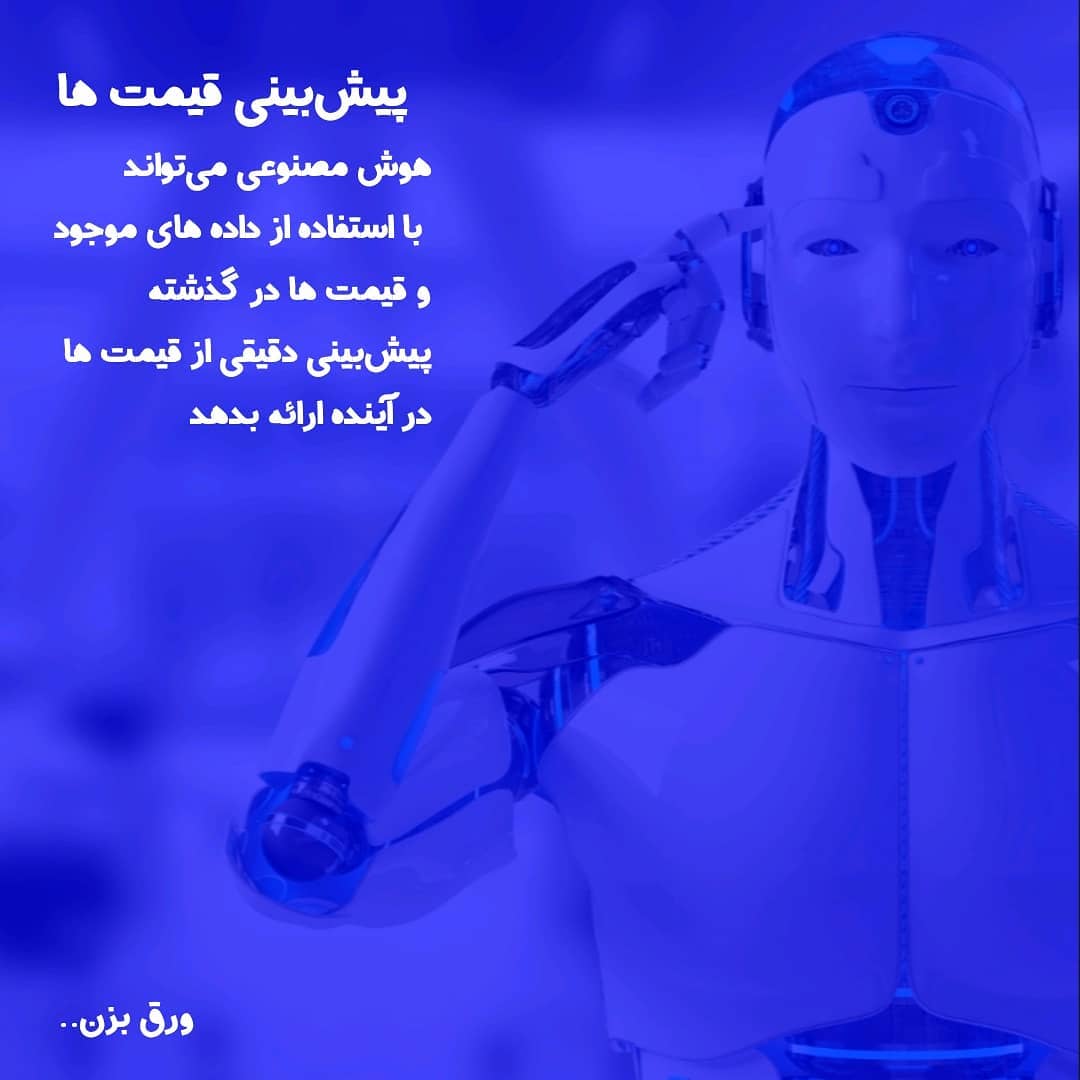 پیش‌بینی قیمت ها
هوش مصنوعی می‌تواند
با استفاده از داده های موجود
و قیمت ها در گذشته
پیش‌بینی دقیقی از قیمت ها
در آینده ارائه بدهد
ورق بزن..